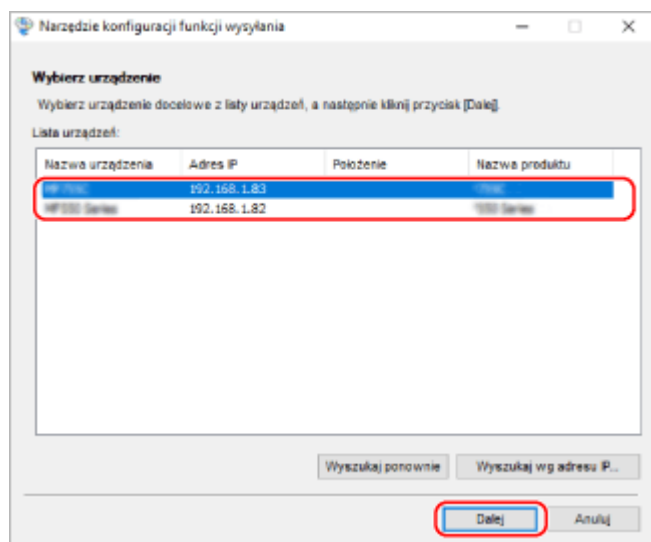 Narzędzie konfiguracji funkcji wysyłania
Wybierz urządzenie
Wybierz urządzenie docelowe z listy urządzeń, a następnie kliknij przycisk [Dalej].
Lista urządzeń:
Nazwa urządzenia Adres IP Położenie Nazwa produktu
192.168.1.83
Series 192.168.1.82 Series
Wyszukaj ponownie Wyszukaj wg adresu IP...
Dalej Anuluj